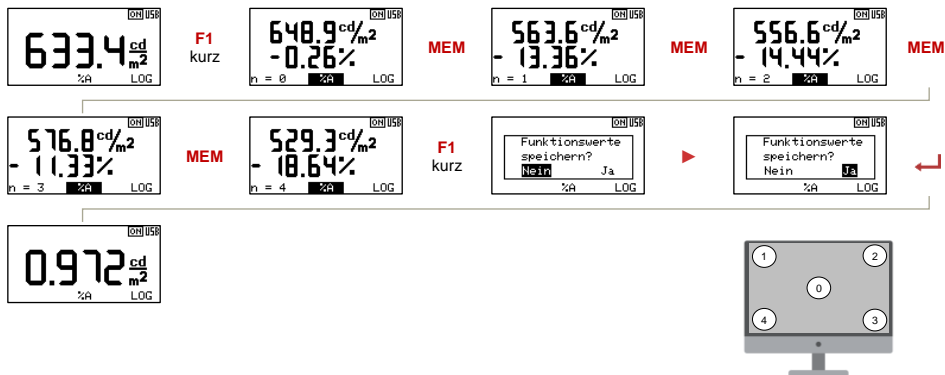 ON USB
633.4 cd/m2
%A LOG
F1
kurz
ON USB
648.9 cd/m2
-0.26%
n = 0 %A LOG
MEM
ON USB
563.6 cd/m2
- 13.36%
n = 1 %A LOG
MEM
ON USB
556.6 cd/m2
- 14.44%
n = 2 %A LOG
MEM
ON USB
576.8 cd/m2
- 11.33%
n = 3 %A LOG
MEM
ON USB
529.3 cd/m2
- 18.64%
n = 4 %A LOG
F1
kurz
ON USB
Funktionswerte
speichern?
Nein Ja
%A LOG
ON USB
Funktionswerte
speichern?
Nein Ja
%A LOG
ON USB
0.972 cd/m2
%A LOG
1
2
0
4
3